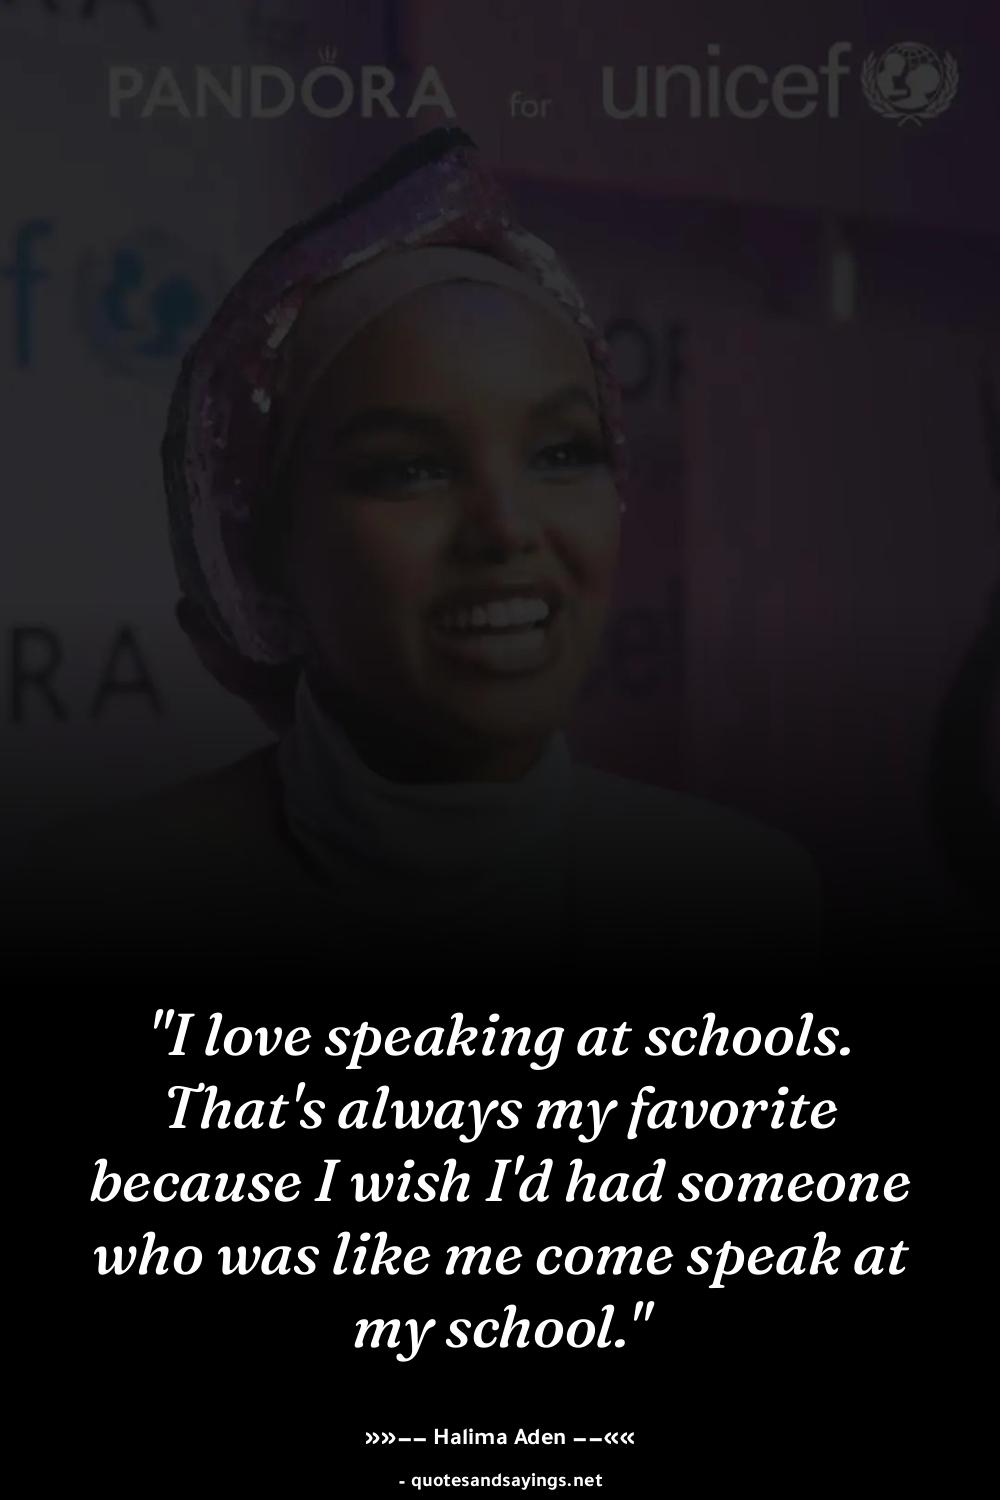 PANDORA for unicef
f
OR
RA
"I love speaking at schools.
That's always my favorite
because I wish I'd had someone
who was like me come speak at
my school."
»»−− Halima Aden −−««
- quotesandsayings.net